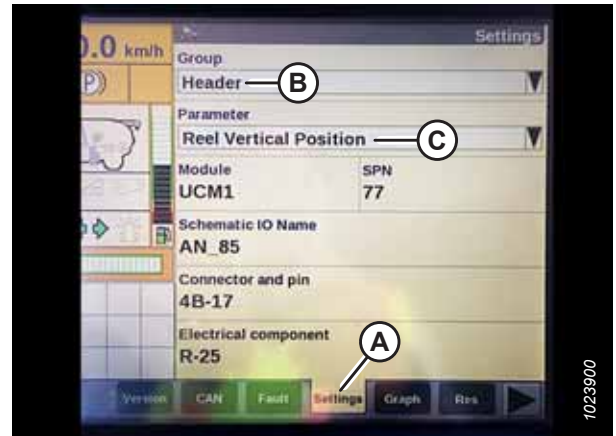 0.0 km/h
Settings
Group
Header
B
Parameter
Reel Vertical Position
C
Module
SPN
UCM1
77
Schematic IO Name
AN_85
Connector and pin
4B-17
Electrical component
R-25
A
Version
CAN
Fault
Settings
Graph
Res
1023900